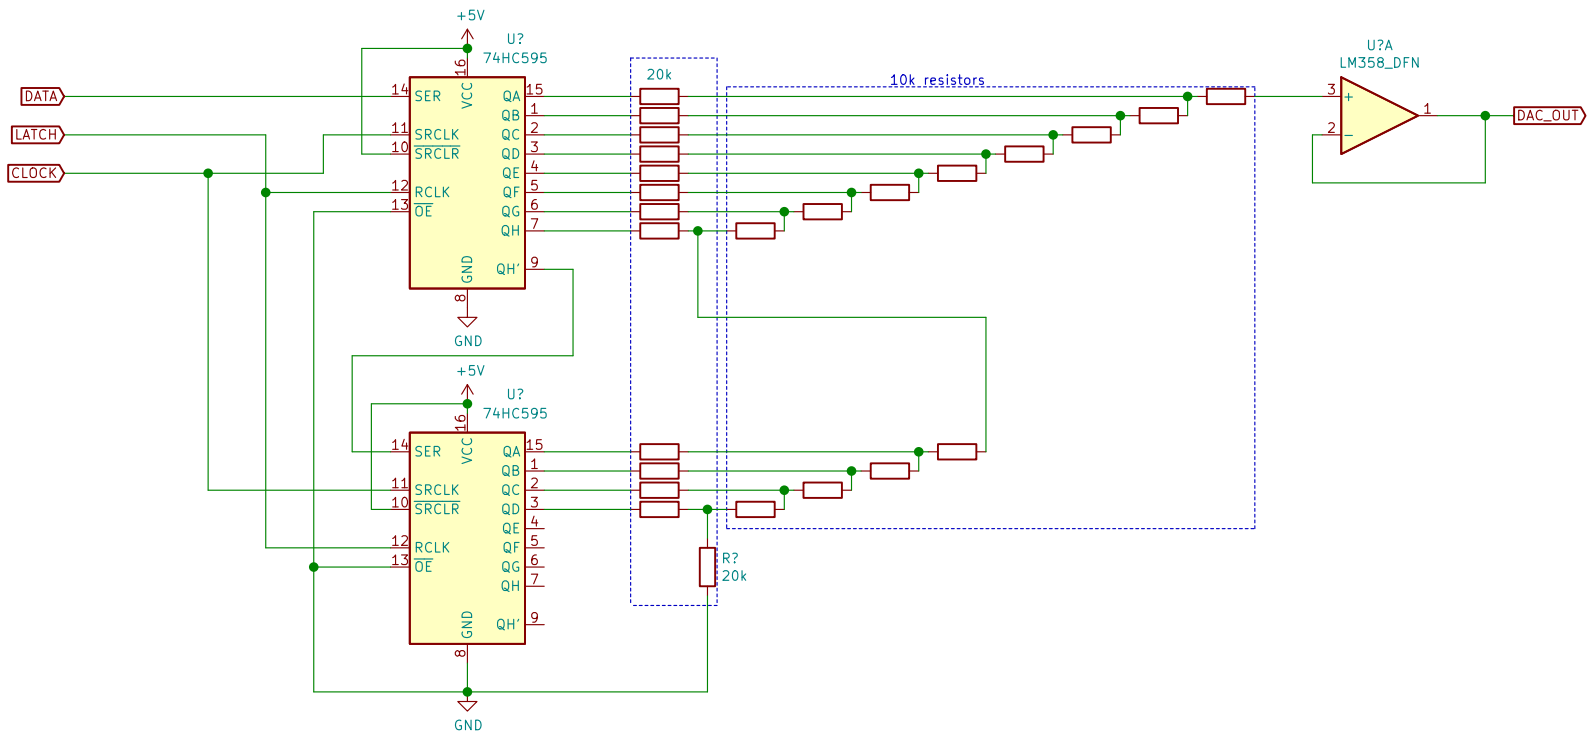 +5V
U?
74HC595
U?A
LM358_DFN
20k
10k resistors
DATA
LATCH
CLOCK
16
VCC
14 SER QA 15
QB 1
11 SRCLK QC 2
10 SRCLR QD 3
QE 4
12 RCLK QF 5
13 OE QG 6
QH 7
QH' 9
GND
8
GND
3 +
2 −
1
DAC_OUT
+5V
U?
74HC595
16
VCC
14 SER QA 15
QB 1
11 SRCLK QC 2
10 SRCLR QD 3
QE 4
12 RCLK QF 5
13 OE QG 6
QH 7
QH' 9
GND
8
GND
R?
20k